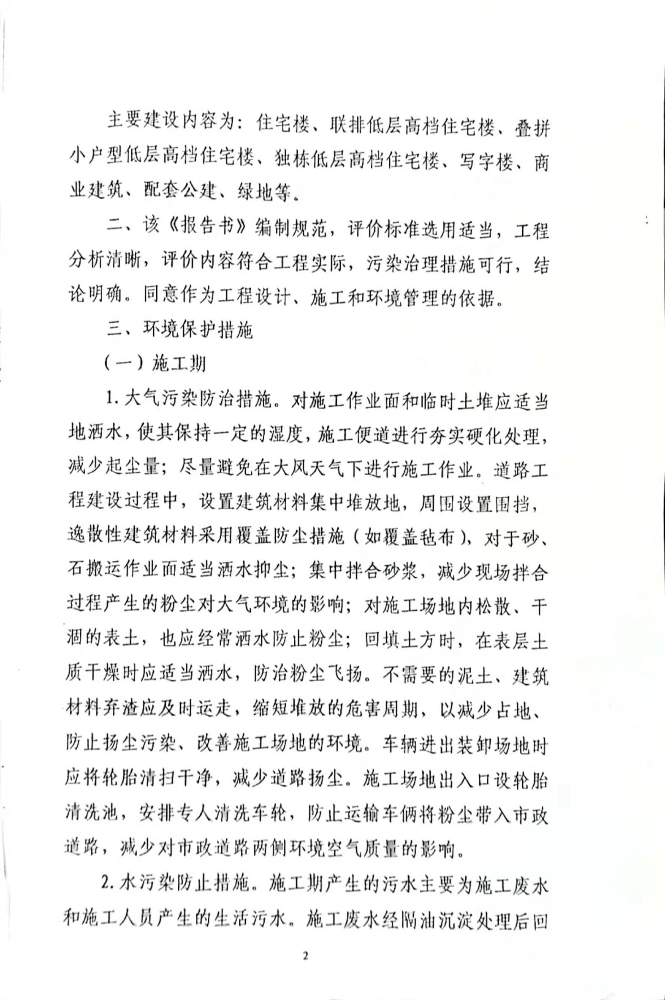 主要建设内容为：住宅楼、联排低层高档住宅楼、叠拼
小户型低层高档住宅楼、独栋低层高档住宅楼、写字楼、商
业建筑、配套公建、绿地等。
二、该《报告书》编制规范，评价标准选用适当，工程
分析清晰，评价内容符合工程实际，污染治理措施可行，结
论明确。同意作为工程设计、施工和环境管理的依据。
三、环境保护措施
（一）施工期
1.大气污染防治措施。对施工作业面和临时土堆应适当
地洒水，使其保持一定的湿度，施工便道进行夯实硬化处理，
减少起尘量；尽量避免在大风天气下进行施工作业。道路工
程建设过程中，设置建筑材料集中堆放地，周围设置围挡，
逸散性建筑材料采用覆盖防尘措施（如覆盖毡布），对于砂、
石搬运作业面适当洒水抑尘；集中拌合砂浆，减少现场拌合
过程产生的粉尘对大气环境的影响；对施工场地内松散、干
涸的表土，也应经常洒水防止粉尘；回填土方时，在表层土
质干燥时应适当洒水，防治粉尘飞扬。不需要的泥土、建筑
材料弃渣应及时运走，缩短堆放的危害周期，以减少占地、
防止扬尘污染、改善施工场地的环境。车辆进出装卸场地时
应将轮胎清扫干净，减少道路扬尘。施工场地出入口设轮胎
清洗池，安排专人清洗车轮，防止运输车俩将粉尘带入市政
道路，减少对市政道路两侧环境空气质量的影响。
2.水污染防止措施。施工期产生的污水主要为施工废水
和施工人员产生的生活污水。施工废水经隔油沉淀处理后回
2